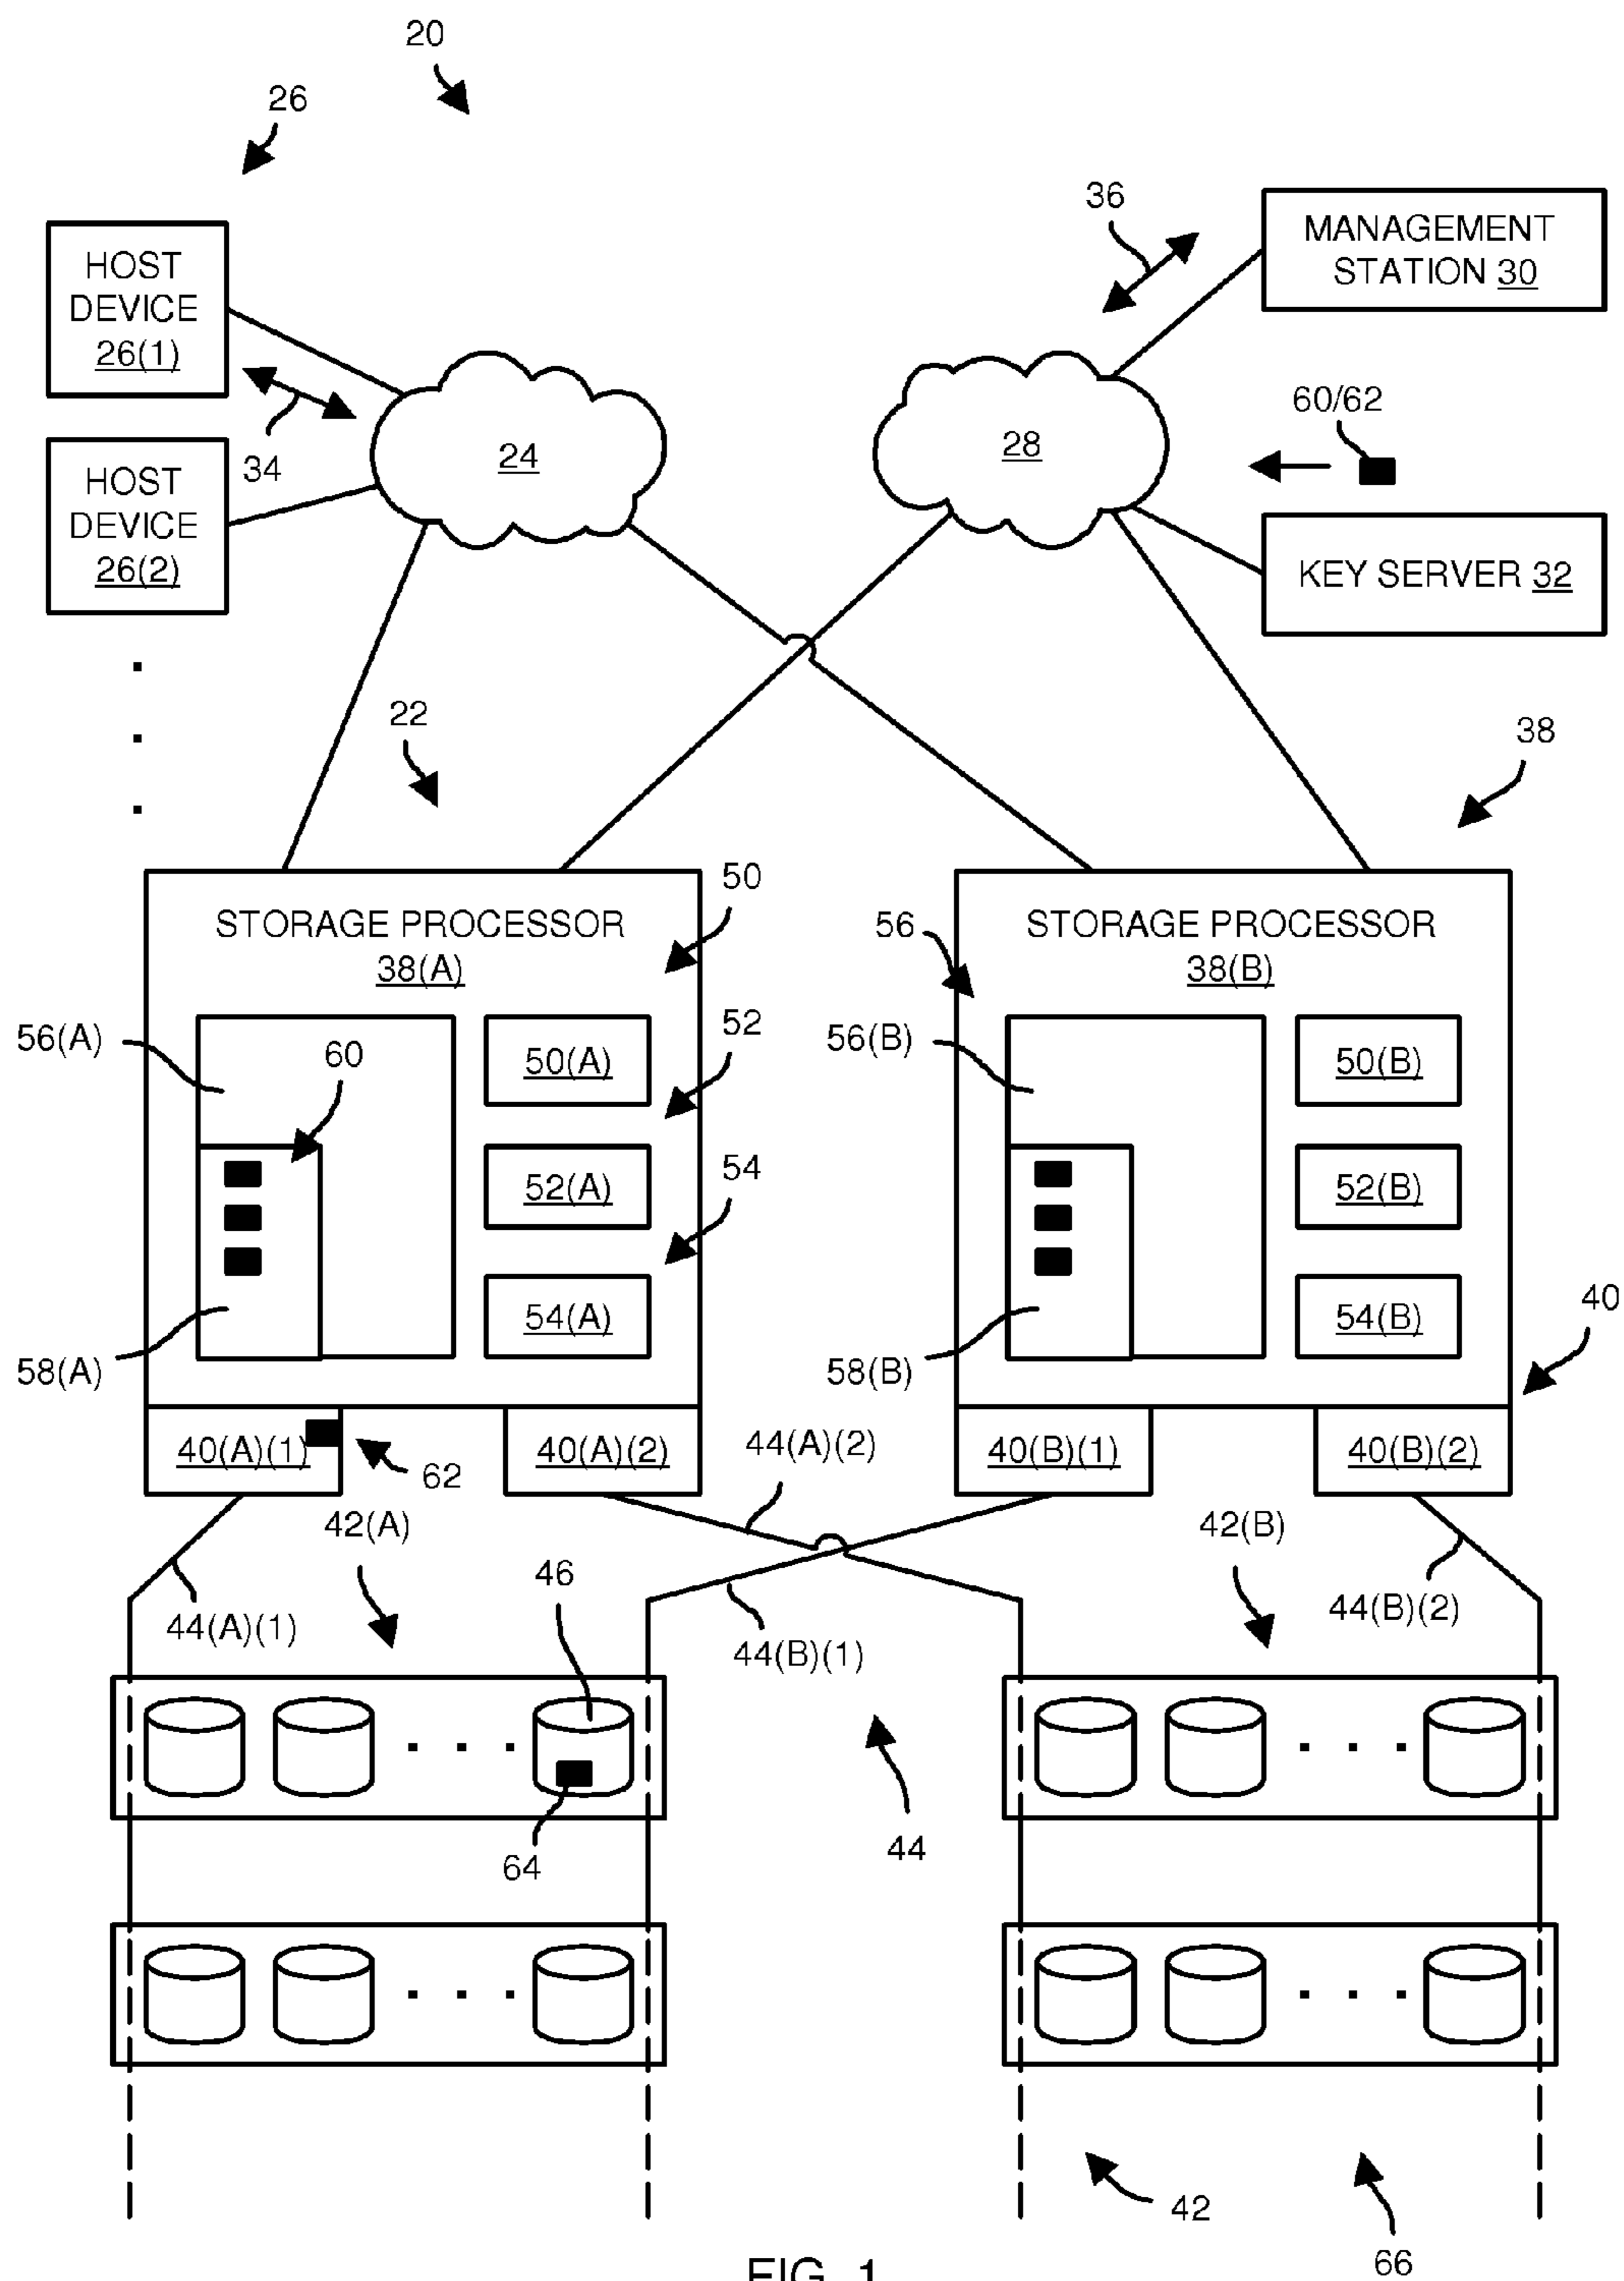 20
26
36
MANAGEMENT
STATION 30
HOST
DEVICE
26(1)
34
24
28
60/62
HOST
DEVICE
26(2)
KEY SERVER 32
22
38
50
STORAGE PROCESSOR
38(A)
56
STORAGE PROCESSOR
38(B)
56(A)
60
50(A)
52
56(B)
50(B)
52(A)
54
52(B)
54(A)
54(B)
40
58(A)
58(B)
40(A)(1)
62
40(A)(2)
44(A)(2)
40(B)(1)
40(B)(2)
42(A)
42(B)
46
44(A)(1)
44(B)(1)
44(B)(2)
64
44
42
66
FIG. 1